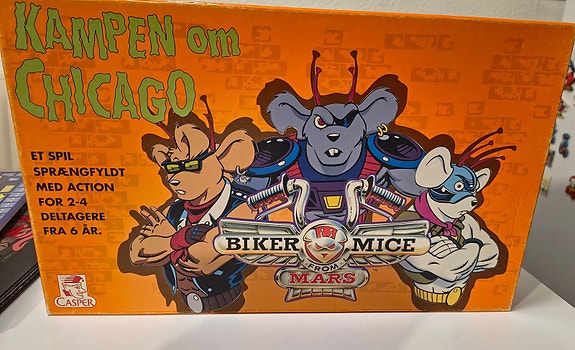 KAMPEN om
CHICAGO
ET SPIL
SPRÆNGFYLDT
MED ACTION
FOR 2-4
DELTAGERE
FRA 6 ÅR.
BIKER MICE
FROM
MARS
CASPER